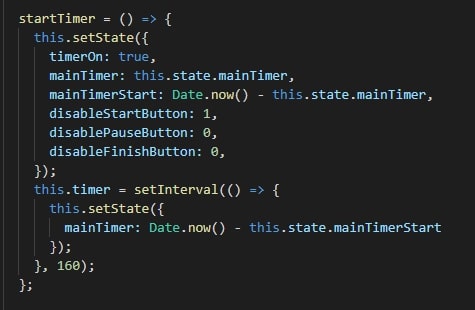 startTimer = () => {
this.setState({
timerOn: true,
mainTimer: this.state.mainTimer,
mainTimerStart: Date.now() - this.state.mainTimer,
disableStartButton: 1,
disablePauseButton: 0,
disableFinishButton: 0,
});
this.timer = setInterval(() => {
this.setState({
mainTimer: Date.now() - this.state.mainTimerStart
});
}, 160);
};